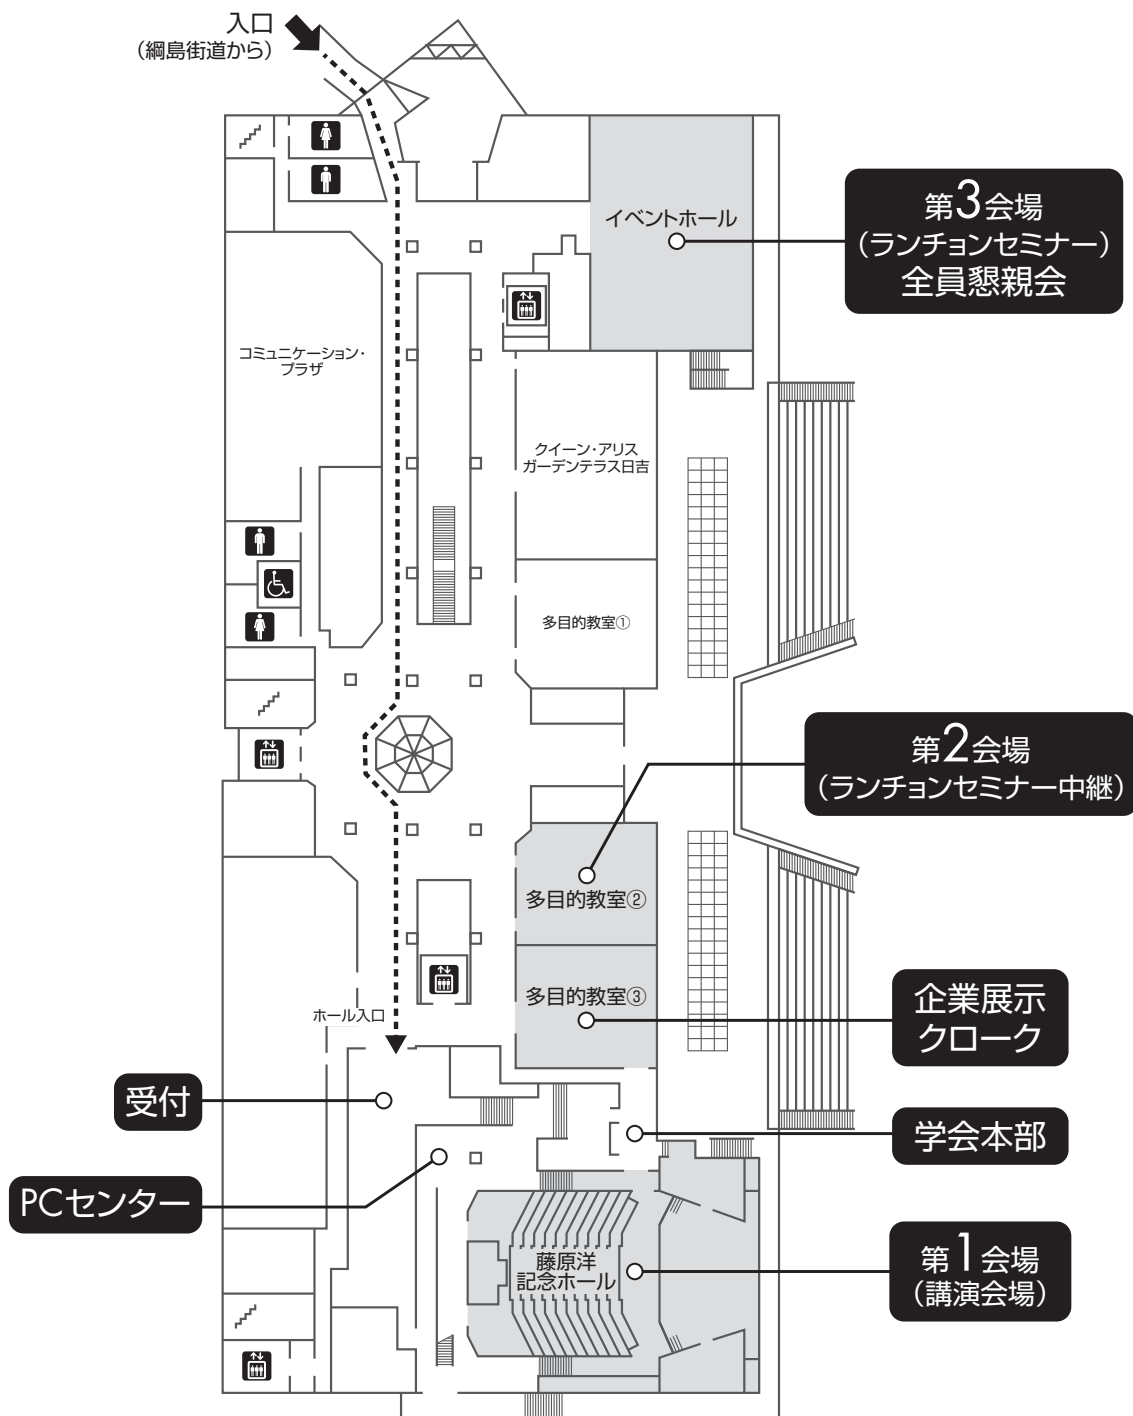 入口
（綱島街道から）
イベントホール
第3会場
（ランチョンセミナー）
全員懇親会
コミュニケーション・
プラザ
クイーン・アリス
ガーデンテラス日吉
多目的教室①
第2会場
（ランチョンセミナー中継）
多目的教室②
多目的教室③
企業展示
クローク
ホール入口
受付
学会本部
PCセンター
藤原洋
記念ホール
第1会場
（講演会場）